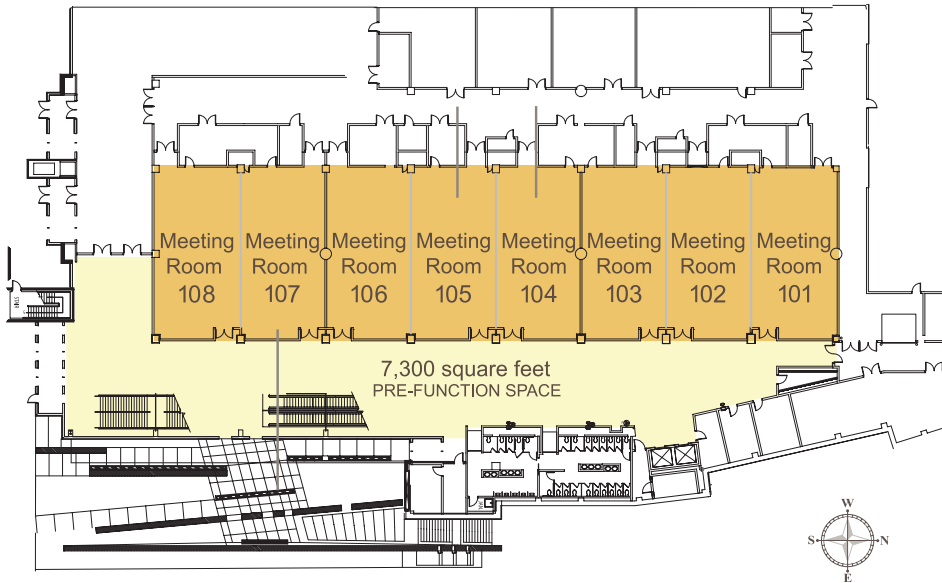 Meeting
Room
108
Meeting
Room
107
Meeting
Room
106
Meeting
Room
105
Meeting
Room
104
Meeting
Room
103
Meeting
Room
102
Meeting
Room
101
7,300 square feet
PRE-FUNCTION SPACE
W
S
N
E